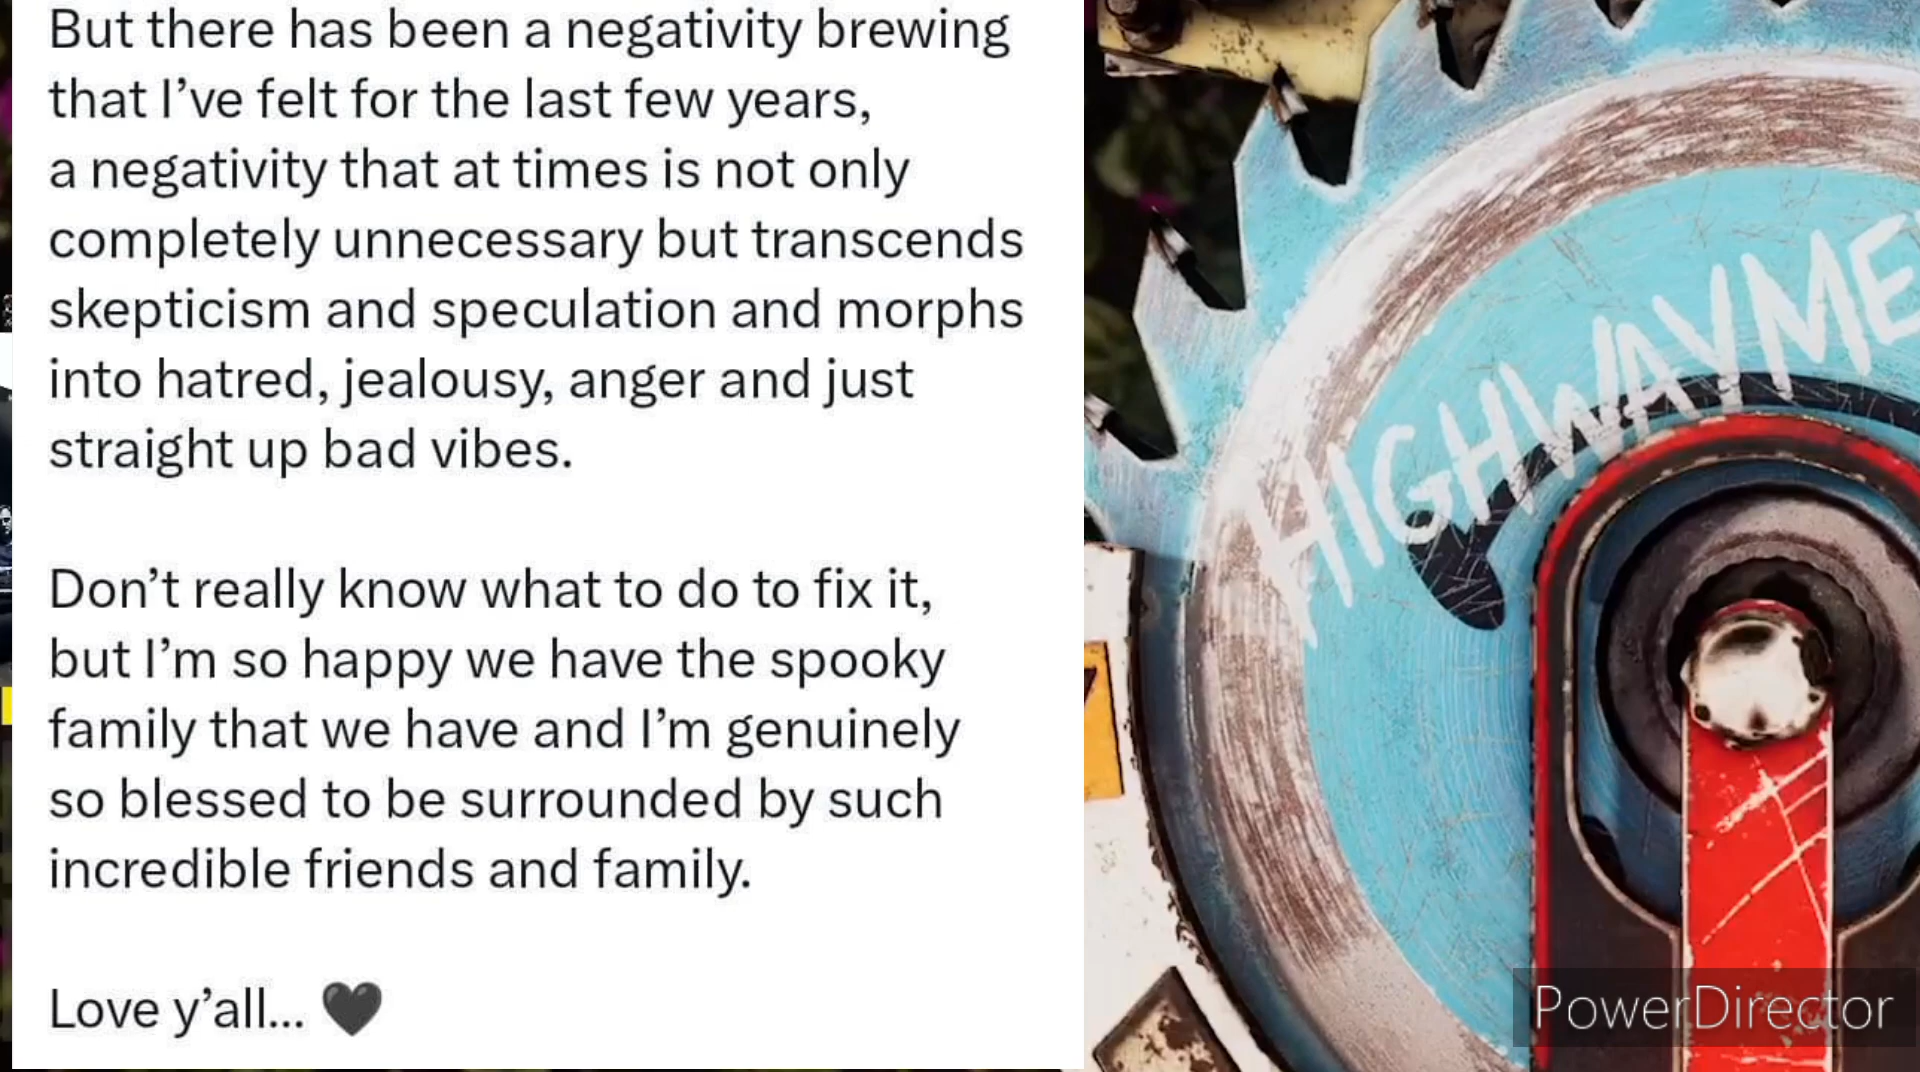 But there has been a negativity brewing
that I’ve felt for the last few years,
a negativity that at times is not only
completely unnecessary but transcends
skepticism and speculation and morphs
into hatred, jealousy, anger and just
straight up bad vibes.
Don’t really know what to do to fix it,
but I’m so happy we have the spooky
family that we have and I’m genuinely
so blessed to be surrounded by such
incredible friends and family.
Love y’all... 🖤
HIGHWAYME
PowerDirector